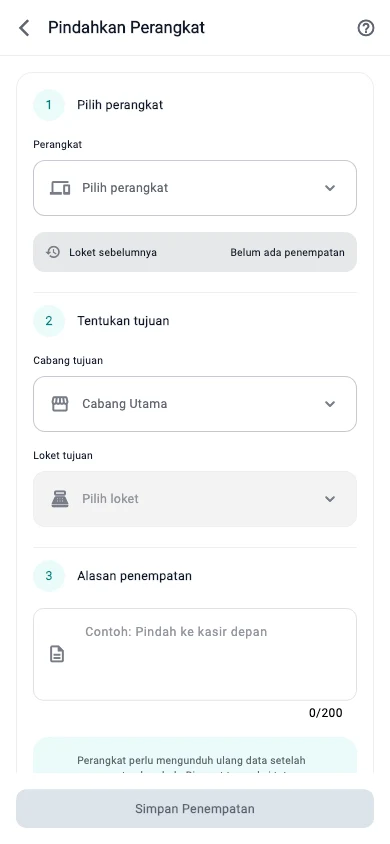 Pindahkan Perangkat
1
Pilih perangkat
Perangkat
Pilih perangkat
Loket sebelumnya
Belum ada penempatan
2
Tentukan tujuan
Cabang tujuan
Cabang Utama
Loket tujuan
Pilih loket
3
Alasan penempatan
Contoh: Pindah ke kasir depan
0/200
Perangkat perlu mengunduh ulang data setelah
Simpan Penempatan